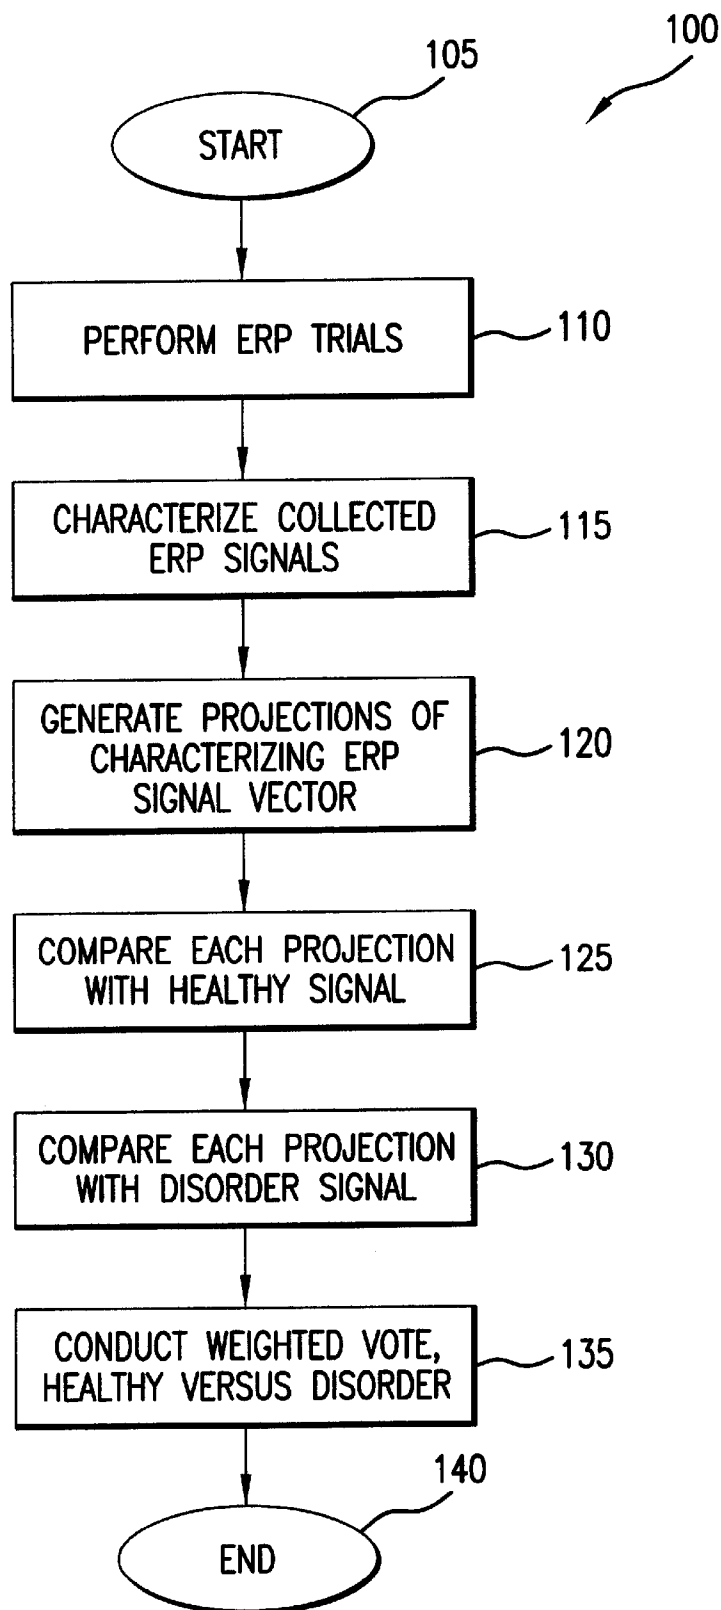 100
105
START
PERFORM ERP TRIALS
110
CHARACTERIZE COLLECTED
ERP SIGNALS
115
GENERATE PROJECTIONS OF
CHARACTERIZING ERP
SIGNAL VECTOR
120
COMPARE EACH PROJECTION
WITH HEALTHY SIGNAL
125
COMPARE EACH PROJECTION
WITH DISORDER SIGNAL
130
CONDUCT WEIGHTED VOTE,
HEALTHY VERSUS DISORDER
135
140
END